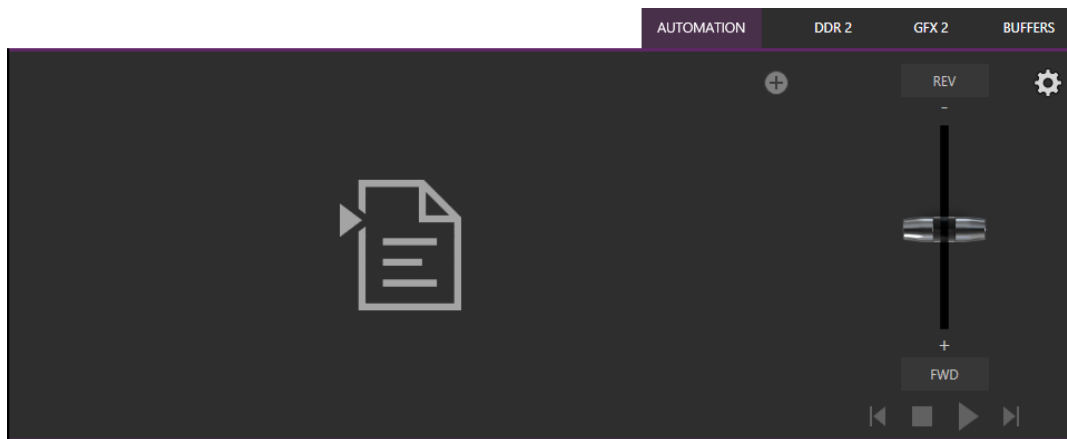 AUTOMATION DDR 2 GFX 2 BUFFERS
REV
-
+
FWD